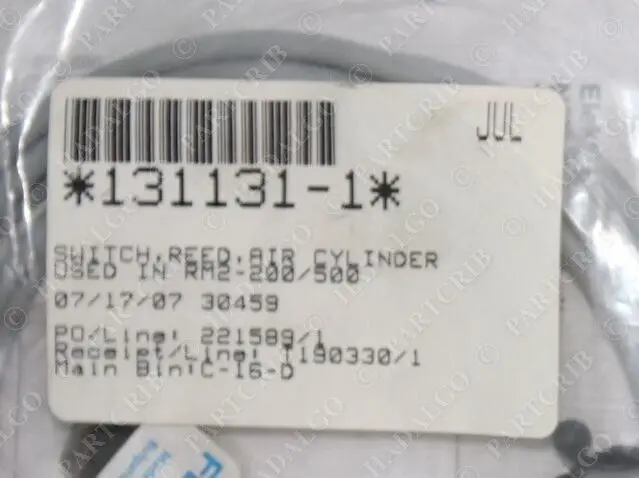 JUL
*131131-1*
SWITCH,REED,AIR CYLINDER
USED IN RM2-200/500
07/17/07 30459
PO/Line: 221589/1
Receipt/Line: T190330/1
Main Bin:C-16-D